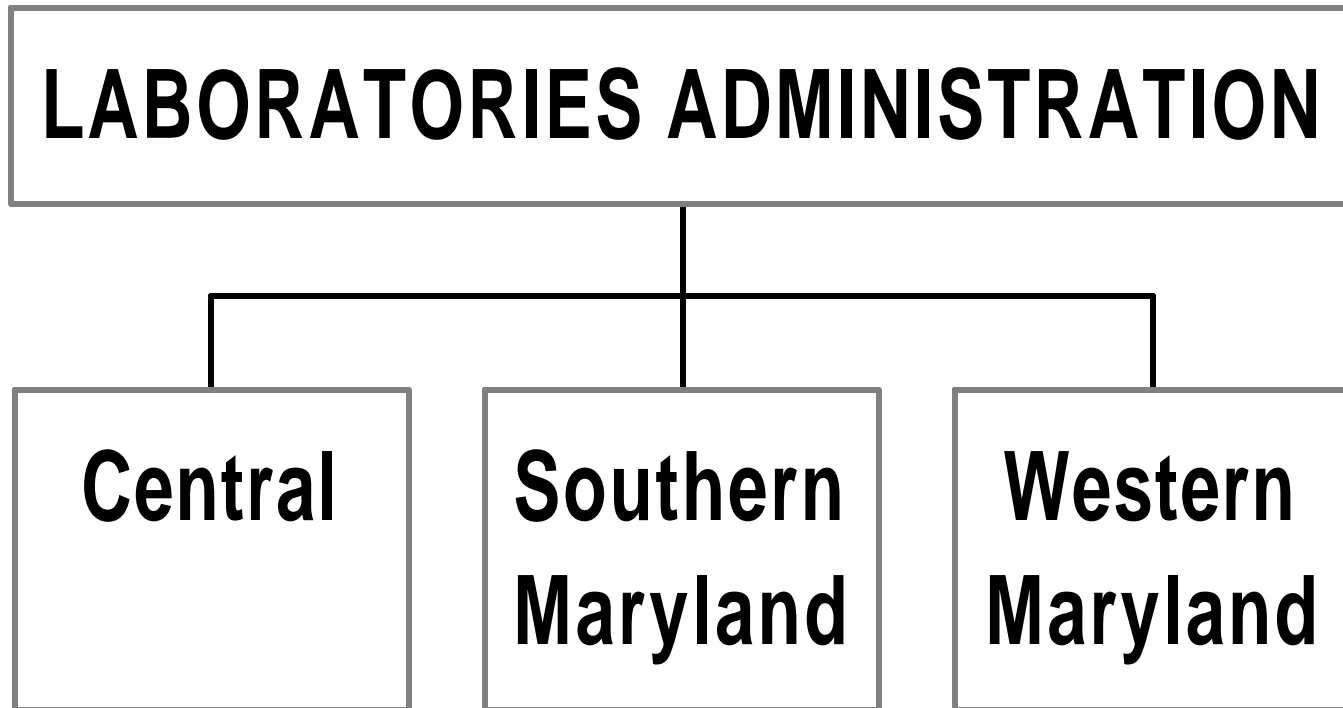 LABORATORIES ADMINISTRATION
Central
Southern
Maryland
Western
Maryland